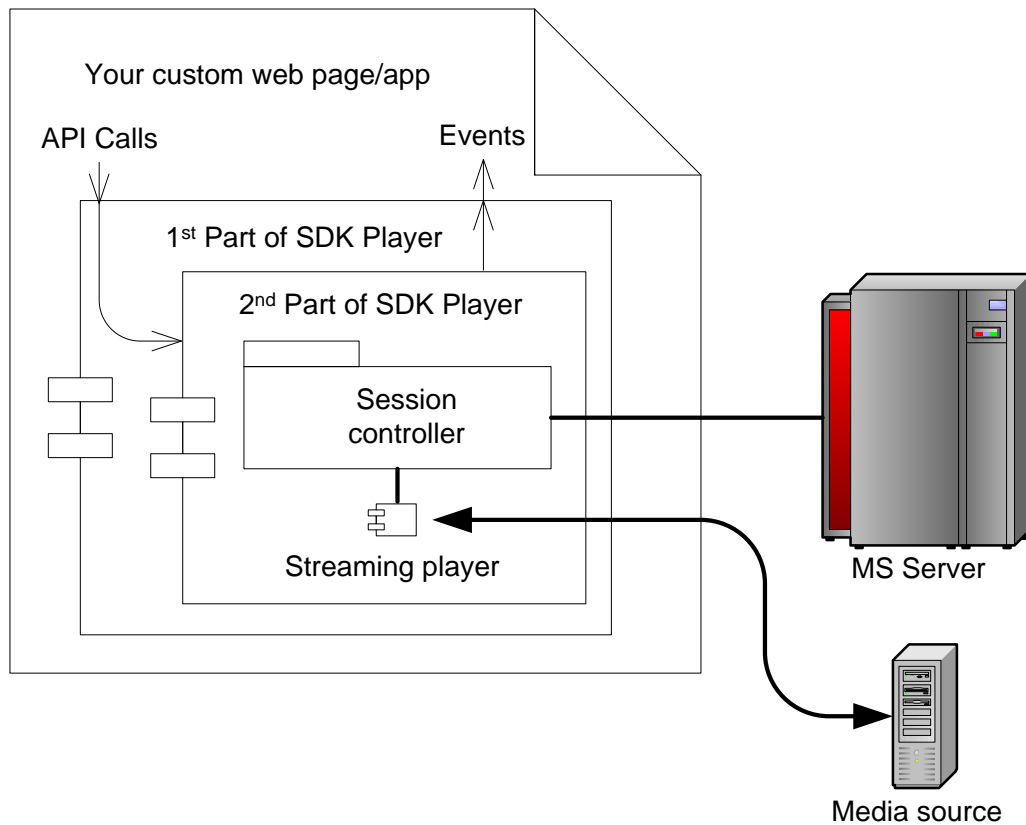 Your custom web page/app
API Calls
Events
1st Part of SDK Player
2nd Part of SDK Player
Session
controller
Streaming player
MS Server
Media source